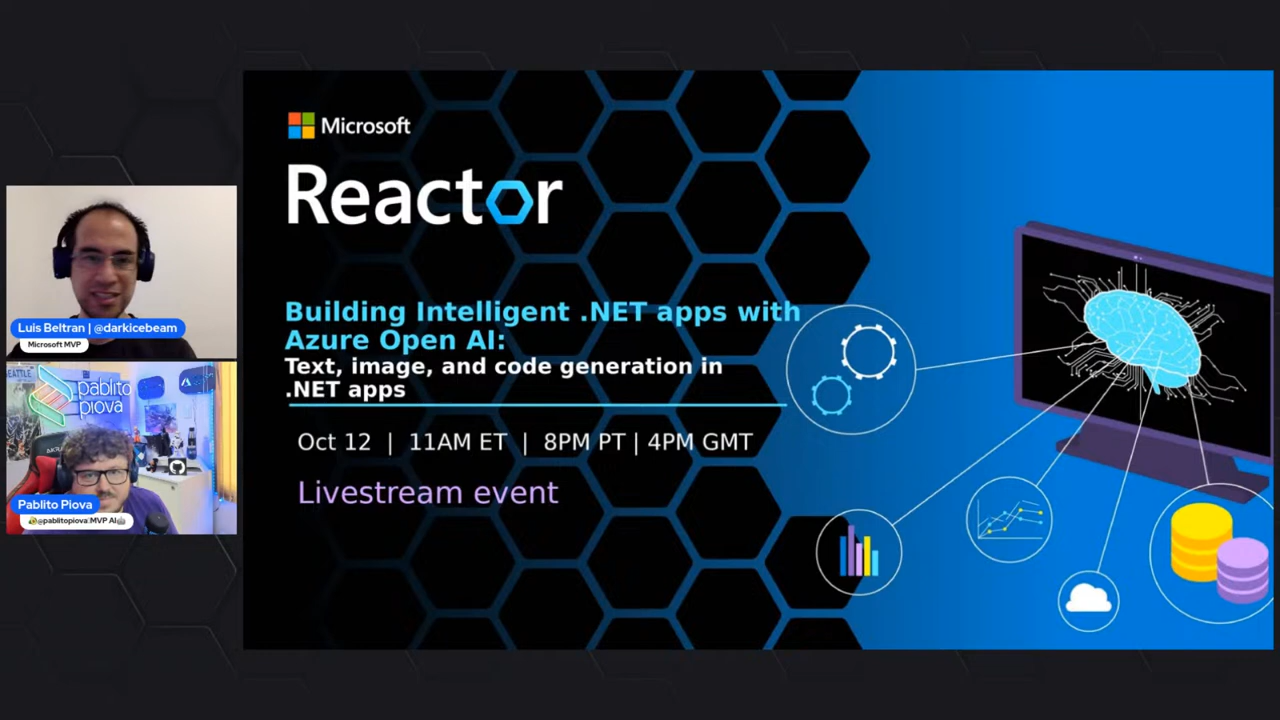 Microsoft
Reactor
Building Intelligent .NET apps with
Azure Open AI:
Text, image, and code generation in
.NET apps
Oct 12 | 11AM ET | 8PM PT | 4PM GMT
Livestream event
Luis Beltran | @darkicebeam
Microsoft MVP
SEATTLE
pablito
piova
AKR
Pablito Piova
@pablitopiova MVP AI